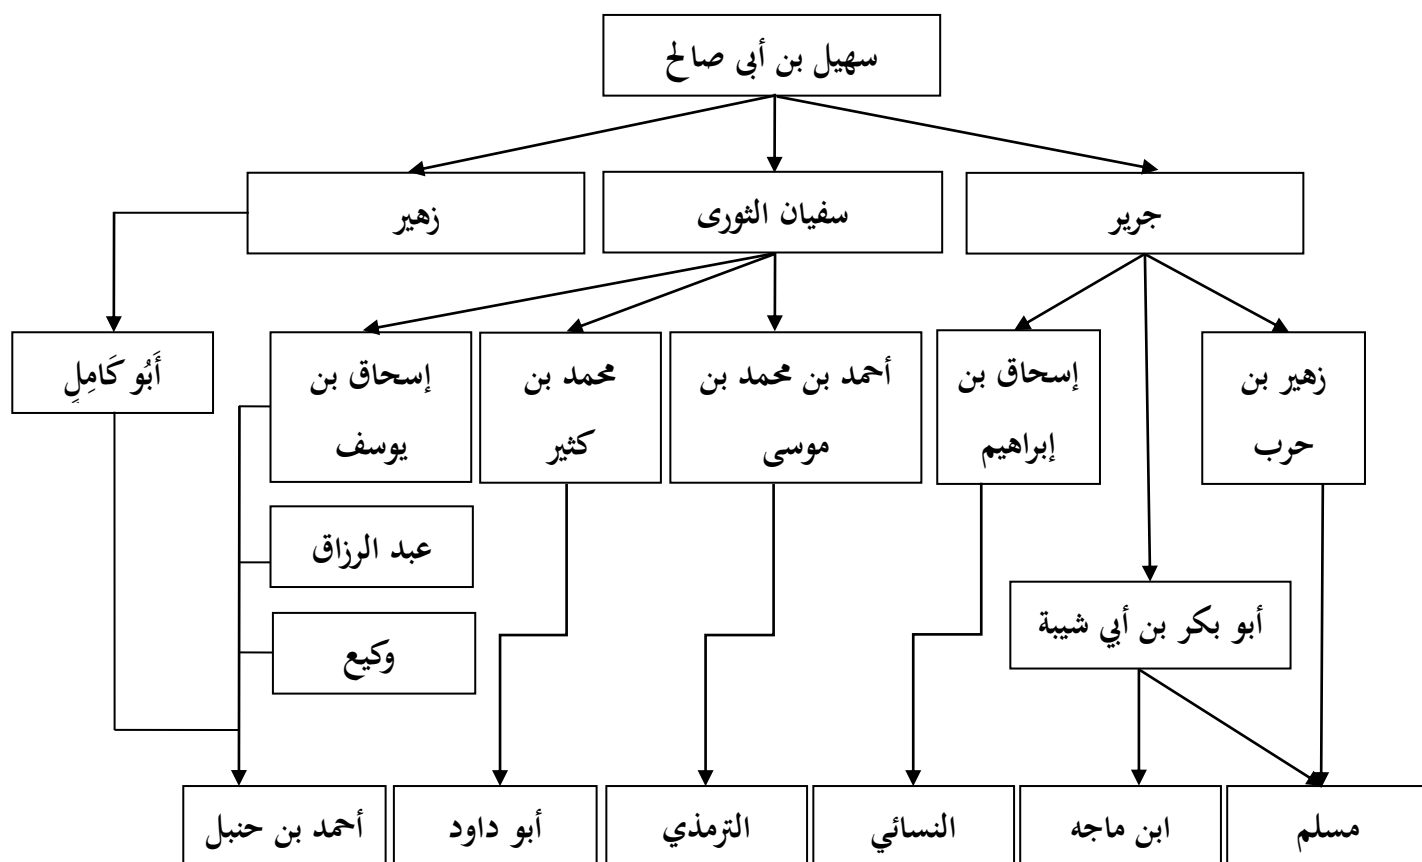 سهيل بن أبى صالح
جرير
سفيان الثورى
زهير
زهير بن
حرب
إسحاق بن
إبراهيم
أحمد بن محمد بن
موسى
محمد بن
كثير
إسحاق بن
يوسف
أَبُو كَامِلٍ
عبد الرزاق
أبو بكر بن أبي شيبة
وكيع
مسلم
ابن ماجه
النسائي
الترمذي
أبو داود
أحمد بن حنبل